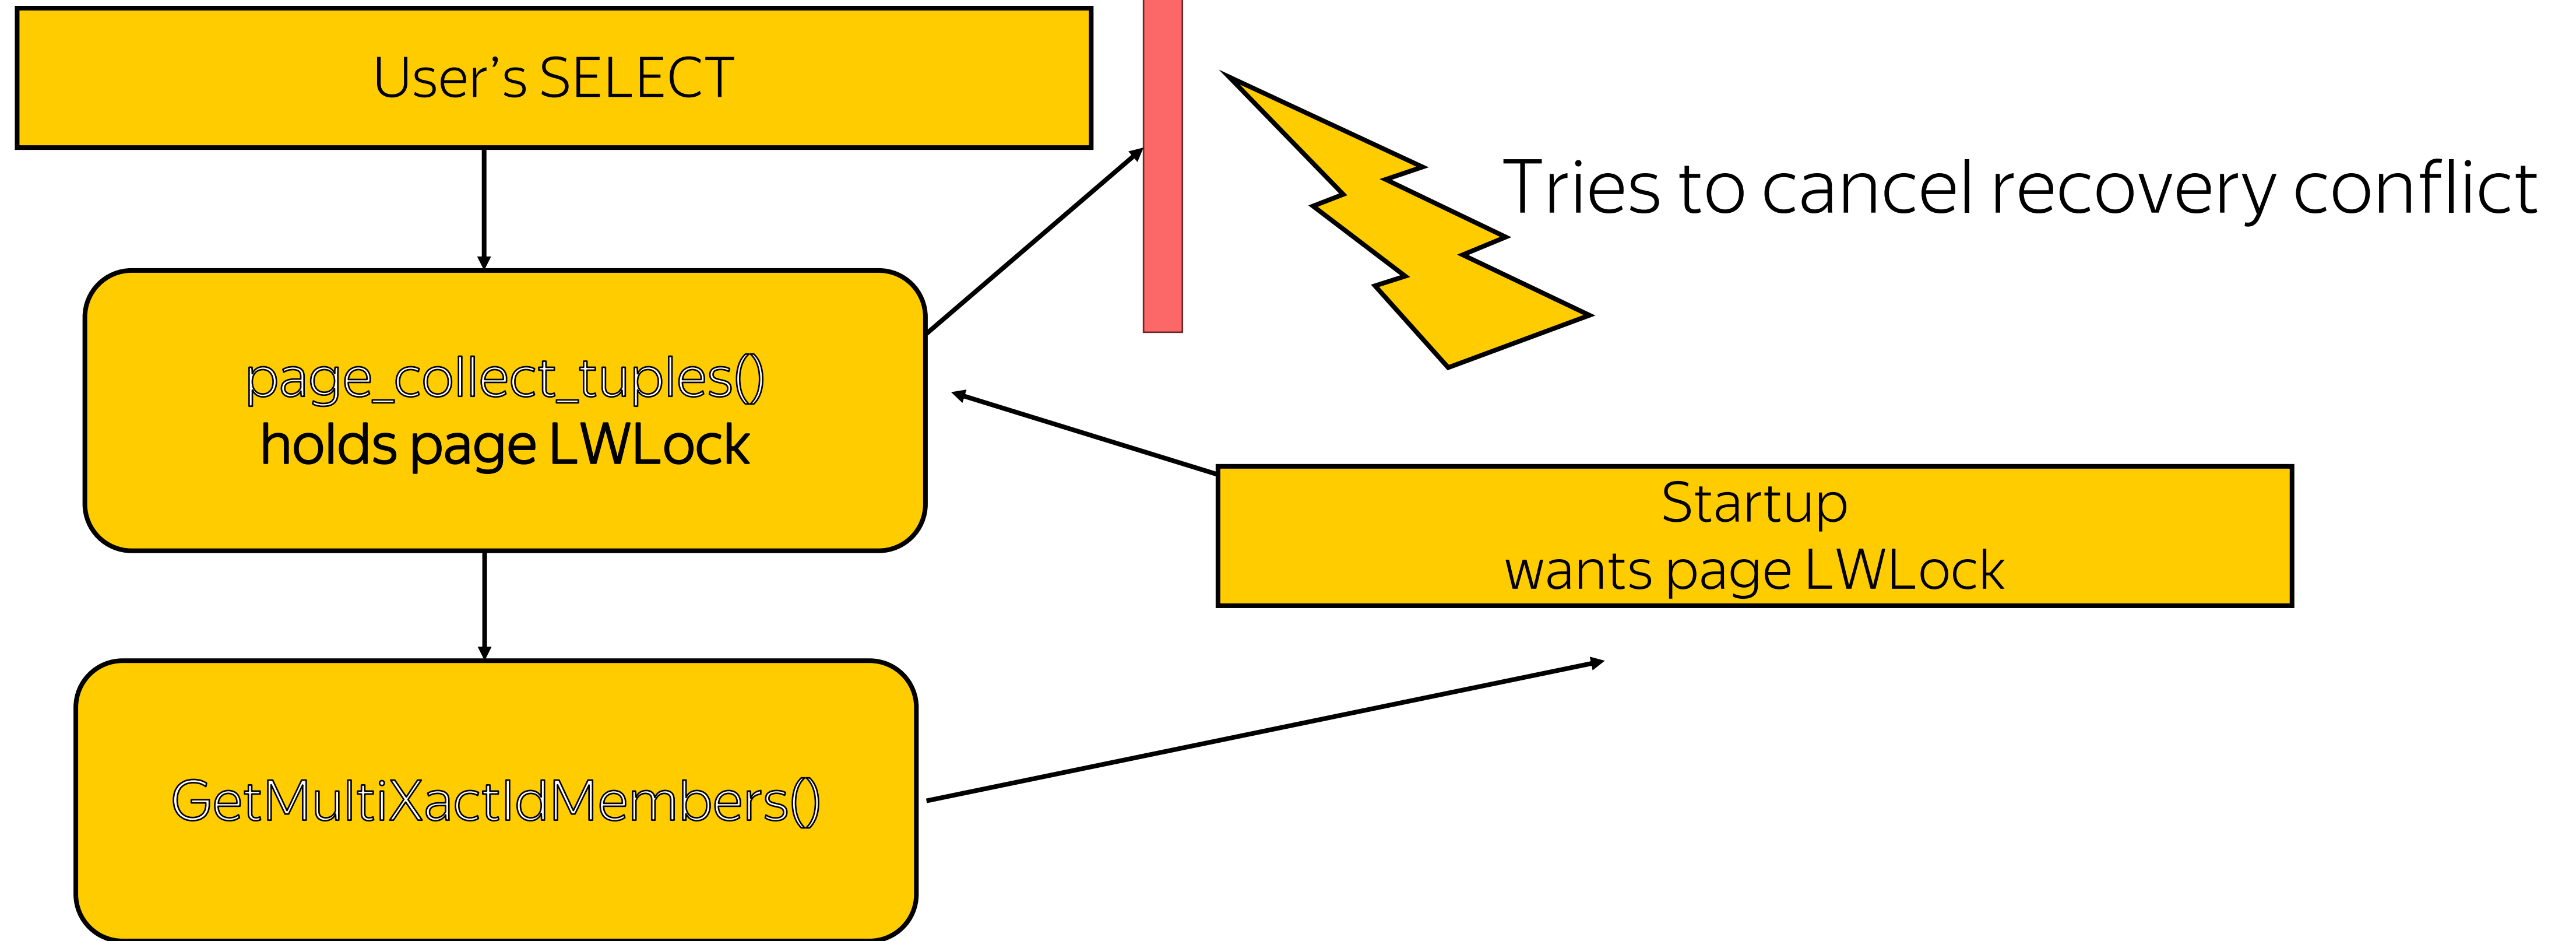 User’s SELECT
Tries to cancel recovery conflict
page_collect_tuples()
holds page LWLock
Startup
wants page LWLock
GetMultiXactIdMembers()